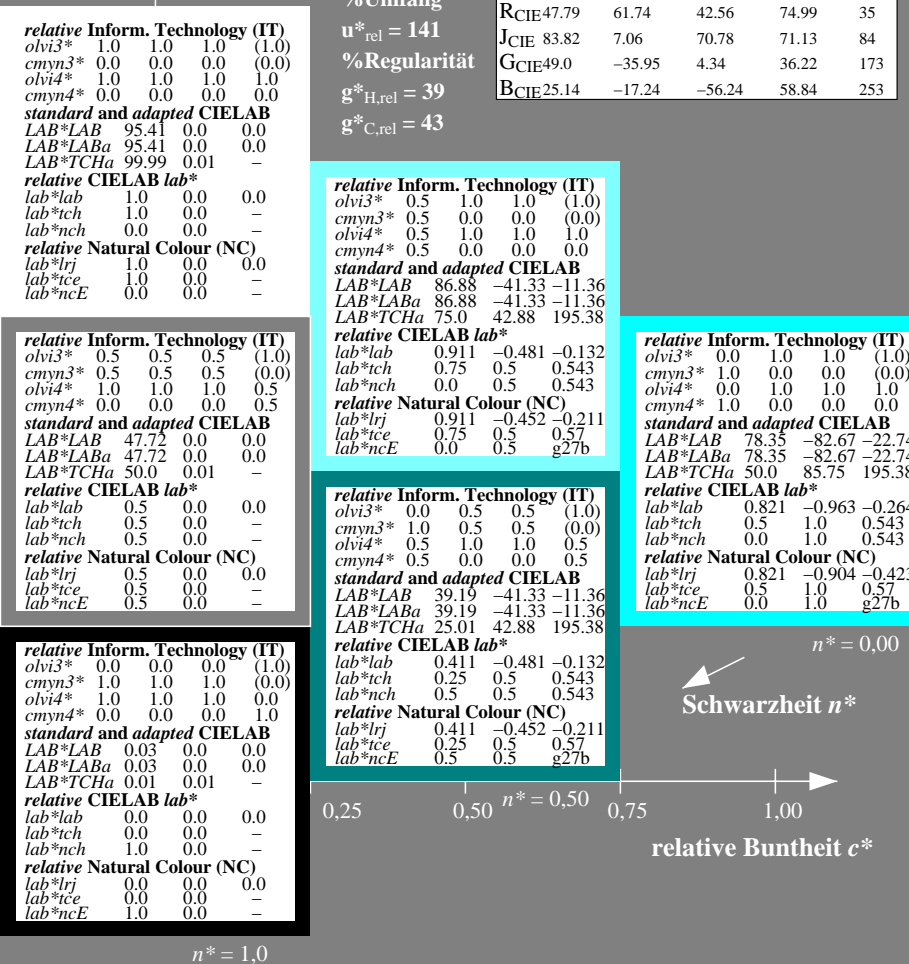 %Umfang
u*rel = 141
%Regularität
g*H,rel = 39
g*C,rel = 43
RCIE 47.79 61.74 42.56 74.99 35
JCIE 83.82 7.06 70.78 71.13 84
GCIE 49.0 −35.95 4.34 36.22 173
BCIE 25.14 −17.24 −56.24 58.84 253
relative Inform. Technology (IT)
olvi3* 1.0 1.0 1.0 (1.0)
cmyn3* 0.0 0.0 0.0 (0.0)
olvi4* 1.0 1.0 1.0 1.0
cmyn4* 0.0 0.0 0.0 0.0
standard and adapted CIELAB
LAB*LAB 95.41 0.0 0.0
LAB*LABa 95.41 0.0 0.0
LAB*TCHa 99.99 0.01 –
relative CIELAB lab*
lab*lab 1.0 0.0 0.0
lab*tch 1.0 0.0 –
lab*nch 0.0 0.0 –
relative Natural Colour (NC)
lab*lrj 1.0 0.0 0.0
lab*tce 1.0 0.0 –
lab*ncE 0.0 0.0 –
relative Inform. Technology (IT)
olvi3* 0.5 1.0 1.0 (1.0)
cmyn3* 0.5 0.0 0.0 (0.0)
olvi4* 0.5 1.0 1.0 1.0
cmyn4* 0.5 0.0 0.0 0.0
standard and adapted CIELAB
LAB*LAB 86.88 −41.33 −11.36
LAB*LABa 86.88 −41.33 −11.36
LAB*TCHa 75.0 42.88 195.38
relative CIELAB lab*
lab*lab 0.911 −0.481 −0.132
lab*tch 0.75 0.5 0.543
lab*nch 0.0 0.5 0.543
relative Natural Colour (NC)
lab*lrj 0.911 −0.452 −0.211
lab*tce 0.75 0.5 0.57
lab*ncE 0.0 0.5 g27b
relative Inform. Technology (IT)
olvi3* 0.5 0.5 0.5 (1.0)
cmyn3* 0.5 0.5 0.5 (0.0)
olvi4* 1.0 1.0 1.0 0.5
cmyn4* 0.0 0.0 0.0 0.5
standard and adapted CIELAB
LAB*LAB 47.72 0.0 0.0
LAB*LABa 47.72 0.0 0.0
LAB*TCHa 50.0 0.01 –
relative CIELAB lab*
lab*lab 0.5 0.0 0.0
lab*tch 0.5 0.0 –
lab*nch 0.5 0.0 –
relative Natural Colour (NC)
lab*lrj 0.5 0.0 0.0
lab*tce 0.5 0.0 –
lab*ncE 0.5 0.0 –
relative Inform. Technology (IT)
olvi3* 0.0 1.0 1.0 (1.0)
cmyn3* 1.0 0.0 0.0 (0.0)
olvi4* 0.0 1.0 1.0 1.0
cmyn4* 1.0 0.0 0.0 0.0
standard and adapted CIELAB
LAB*LAB 78.35 −82.67 −22.74
LAB*LABa 78.35 −82.67 −22.74
LAB*TCHa 50.0 85.75 195.38
relative CIELAB lab*
lab*lab 0.821 −0.963 −0.264
lab*tch 0.5 1.0 0.543
lab*nch 0.0 1.0 0.543
relative Natural Colour (NC)
lab*lrj 0.821 −0.904 −0.423
lab*tce 0.5 1.0 0.57
lab*ncE 0.0 1.0 g27b
relative Inform. Technology (IT)
olvi3* 0.0 0.5 0.5 (1.0)
cmyn3* 1.0 0.5 0.5 (0.0)
olvi4* 0.5 1.0 1.0 0.5
cmyn4* 0.5 0.0 0.0 0.5
standard and adapted CIELAB
LAB*LAB 39.19 −41.33 −11.36
LAB*LABa 39.19 −41.33 −11.36
LAB*TCHa 25.01 42.88 195.38
relative CIELAB lab*
lab*lab 0.411 −0.481 −0.132
lab*tch 0.25 0.5 0.543
lab*nch 0.5 0.5 0.543
relative Natural Colour (NC)
lab*lrj 0.411 −0.452 −0.211
lab*tce 0.25 0.5 0.57
lab*ncE 0.5 0.5 g27b
relative Inform. Technology (IT)
olvi3* 0.0 0.0 0.0 (1.0)
cmyn3* 1.0 1.0 1.0 (0.0)
olvi4* 1.0 1.0 1.0 0.0
cmyn4* 0.0 0.0 0.0 1.0
standard and adapted CIELAB
LAB*LAB 0.03 0.0 0.0
LAB*LABa 0.03 0.0 0.0
LAB*TCHa 0.01 0.01 –
relative CIELAB lab*
lab*lab 0.0 0.0 0.0
lab*tch 0.0 0.0 –
lab*nch 1.0 0.0 –
relative Natural Colour (NC)
lab*lrj 0.0 0.0 0.0
lab*tce 0.0 0.0 –
lab*ncE 1.0 0.0 –
n* = 0,00
Schwarzheit n*
0,25 0,50 n* = 0,50 0,75 1,00
relative Buntheit c*
n* = 1,0